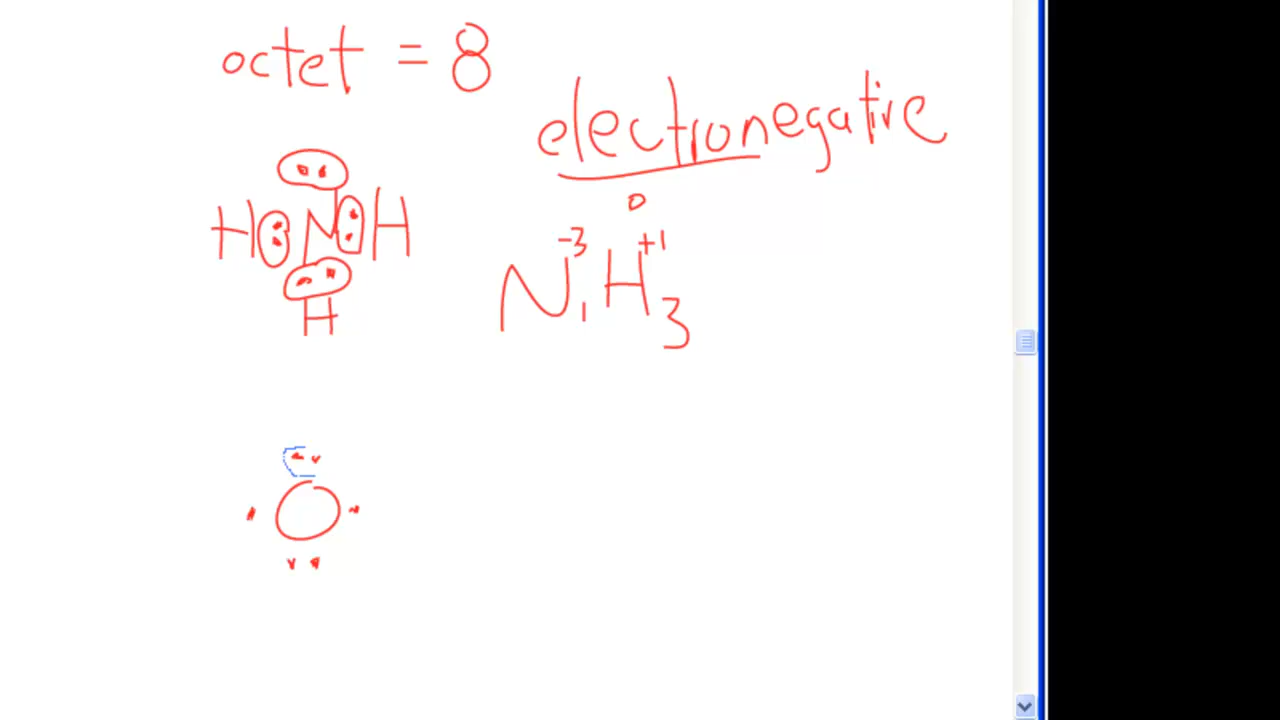 octet = 8
electronegative
0
H N H
H
N₁⁻³ H₃⁺¹
O